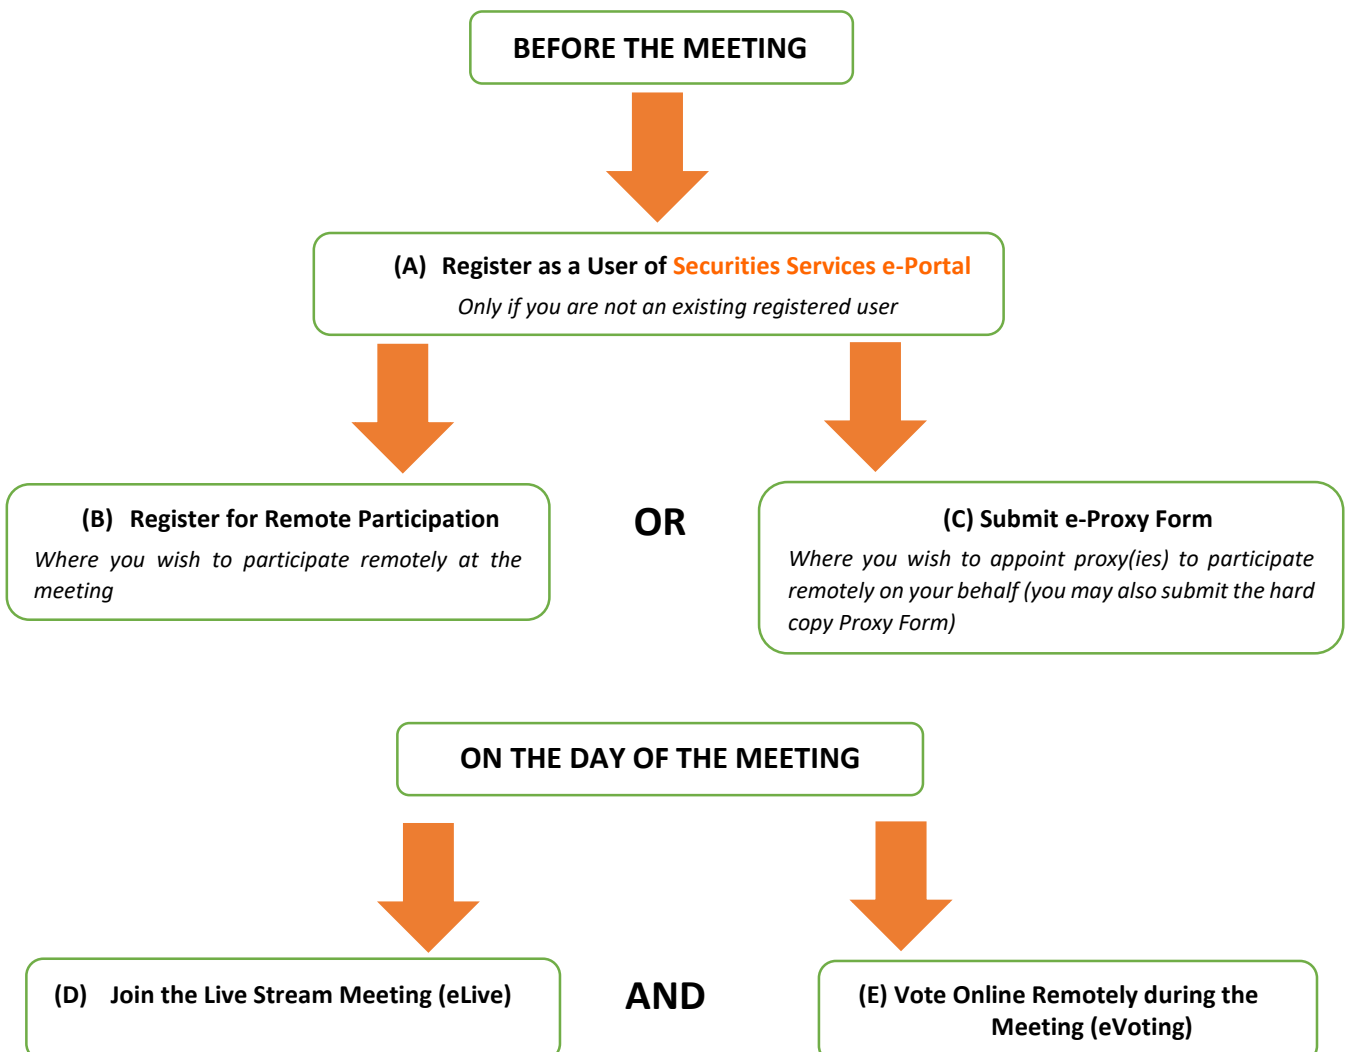 BEFORE THE MEETING
(A) Register as a User of Securities Services e-Portal
Only if you are not an existing registered user
(B) Register for Remote Participation
Where you wish to participate remotely at the
meeting
OR
(C) Submit e-Proxy Form
Where you wish to appoint proxy(ies) to participate
remotely on your behalf (you may also submit the hard
copy Proxy Form)
ON THE DAY OF THE MEETING
(D) Join the Live Stream Meeting (eLive)
AND
(E) Vote Online Remotely during the
Meeting (eVoting)